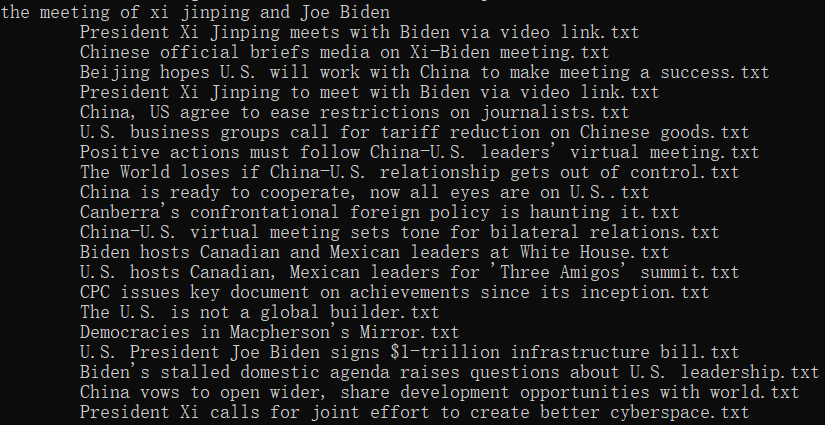 the meeting of xi jinping and Joe Biden
President Xi Jinping meets with Biden via video link.txt
Chinese official briefs media on Xi-Biden meeting.txt
Beijing hopes U.S. will work with China to make meeting a success.txt
President Xi Jinping to meet with Biden via video link.txt
China, US agree to ease restrictions on journalists.txt
U.S. business groups call for tariff reduction on Chinese goods.txt
Positive actions must follow China-U.S. leaders' virtual meeting.txt
The World loses if China-U.S. relationship gets out of control.txt
China is ready to cooperate, now all eyes are on U.S..txt
Canberra's confrontational foreign policy is haunting it.txt
China-U.S. virtual meeting sets tone for bilateral relations.txt
Biden hosts Canadian and Mexican leaders at White House.txt
U.S. hosts Canadian, Mexican leaders for 'Three Amigos' summit.txt
CPC issues key document on achievements since its inception.txt
The U.S. is not a global builder.txt
Democracies in Macpherson's Mirror.txt
U.S. President Joe Biden signs $1-trillion infrastructure bill.txt
Biden's stalled domestic agenda raises questions about U.S. leadership.txt
China vows to open wider, share development opportunities with world.txt
President Xi calls for joint effort to create better cyberspace.txt